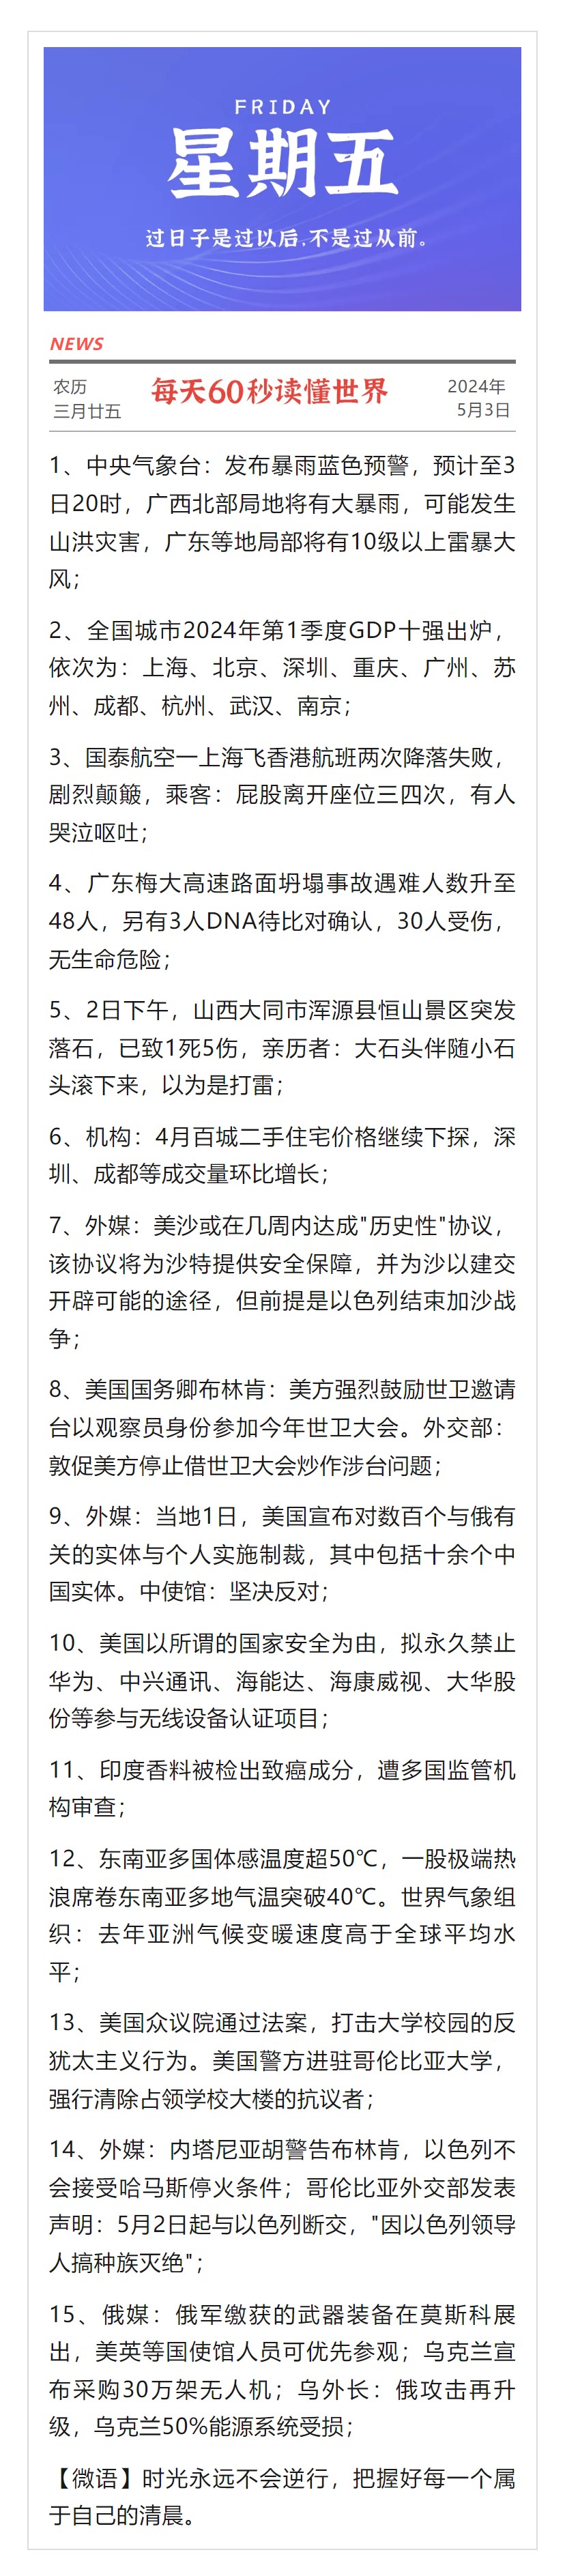 FRIDAY
星期五
过日子是过以后,不是过从前。
NEWS
农历
三月廿五
每天60秒读懂世界
2024年
5月3日
1、中央气象台：发布暴雨蓝色预警，预计至3
日20时，广西北部局地将有大暴雨，可能发生
山洪灾害，广东等地局部将有10级以上雷暴大
风；
2、全国城市2024年第1季度GDP十强出炉，
依次为：上海、北京、深圳、重庆、广州、苏
州、成都、杭州、武汉、南京；
3、国泰航空一上海飞香港航班两次降落失败，
剧烈颠簸，乘客：屁股离开座位三四次，有人
哭泣呕吐；
4、广东梅大高速路面坍塌事故遇难人数升至
48人，另有3人DNA待比对确认，30人受伤，
无生命危险；
5、2日下午，山西大同市浑源县恒山景区突发
落石，已致1死5伤，亲历者：大石头伴随小石
头滚下来，以为是打雷；
6、机构：4月百城二手住宅价格继续下探，深
圳、成都等成交量环比增长；
7、外媒：美沙或在几周内达成"历史性"协议，
该协议将为沙特提供安全保障，并为沙以建交
开辟可能的途径，但前提是以色列结束加沙战
争；
8、美国国务卿布林肯：美方强烈鼓励世卫邀请
台以观察员身份参加今年世卫大会。外交部：
敦促美方停止借世卫大会炒作涉台问题；
9、外媒：当地1日，美国宣布对数百个与俄有
关的实体与个人实施制裁，其中包括十余个中
国实体。中使馆：坚决反对；
10、美国以所谓的国家安全为由，拟永久禁止
华为、中兴通讯、海能达、海康威视、大华股
份等参与无线设备认证项目；
11、印度香料被检出致癌成分，遭多国监管机
构审查；
12、东南亚多国体感温度超50℃，一股极端热
浪席卷东南亚多地气温突破40℃。世界气象组
织：去年亚洲气候变暖速度高于全球平均水
平；
13、美国众议院通过法案，打击大学校园的反
犹太主义行为。美国警方进驻哥伦比亚大学，
强行清除占领学校大楼的抗议者；
14、外媒：内塔尼亚胡警告布林肯，以色列不
会接受哈马斯停火条件；哥伦比亚外交部发表
声明：5月2日起与以色列断交，"因以色列领导
人搞种族灭绝"；
15、俄媒：俄军缴获的武器装备在莫斯科展
出，美英等国使馆人员可优先参观；乌克兰宣
布采购30万架无人机；乌外长：俄攻击再升
级，乌克兰50%能源系统受损；
【微语】时光永远不会逆行，把握好每一个属
于自己的清晨。